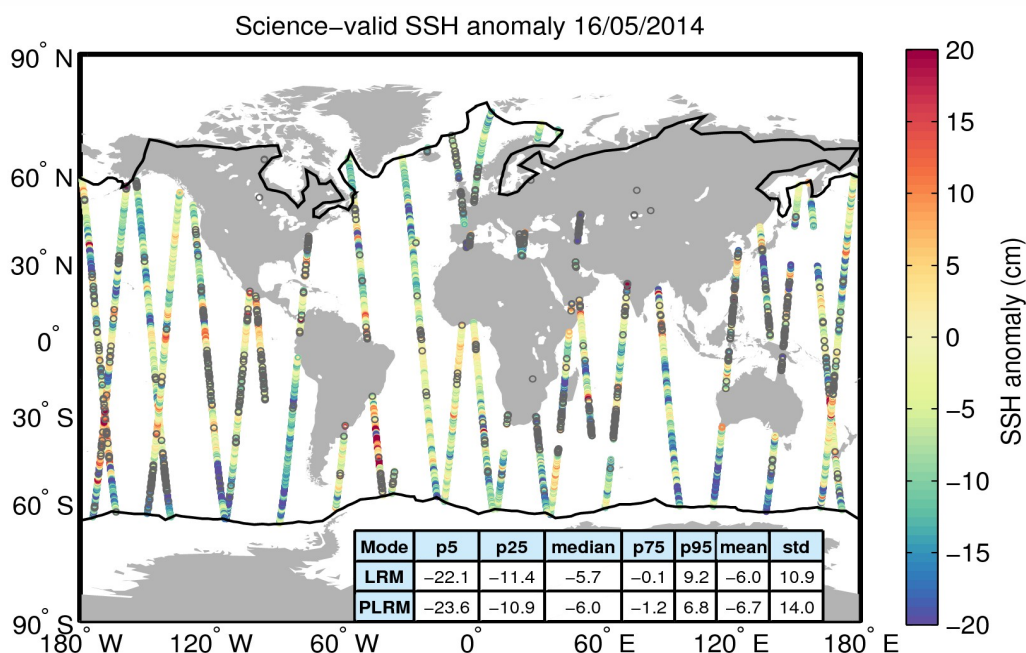 Science−valid SSH anomaly 16/05/2014
90° N
60° N
30° N
0°
30° S
60° S
90° S
180° W
120° W
60° W
0°
60° E
120° E
180° E
20
15
10
5
0
−5
−10
−15
−20
SSH anomaly (cm)
Mode p5 p25 median p75 p95 mean std
LRM −22.1 −11.4 −5.7 −0.1 9.2 −6.0 10.9
PLRM −23.6 −10.9 −6.0 −1.2 6.8 −6.7 14.0